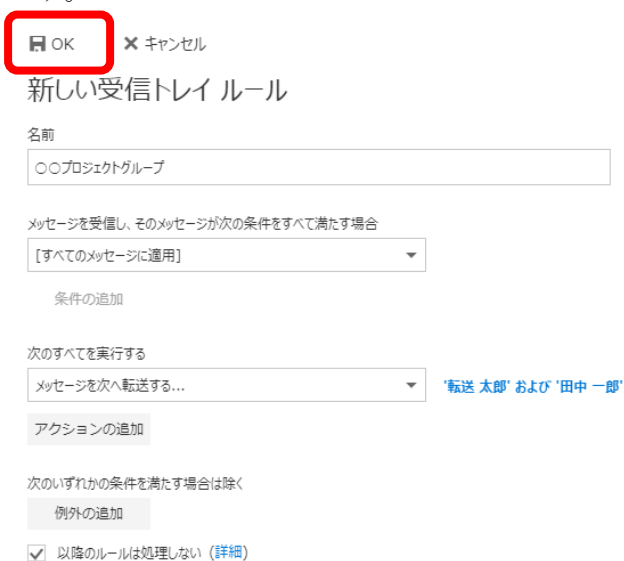 OK ✕ キャンセル
新しい受信トレイ ルール
名前
○○プロジェクトグループ
メッセージを受信し、そのメッセージが次の条件をすべて満たす場合
[すべてのメッセージに適用]
条件の追加
次のすべてを実行する
メッセージを次へ転送する... '転送 太郎' および '田中 一郎'
アクションの追加
次のいずれかの条件を満たす場合は除く
例外の追加
以降のルールは処理しない (詳細)